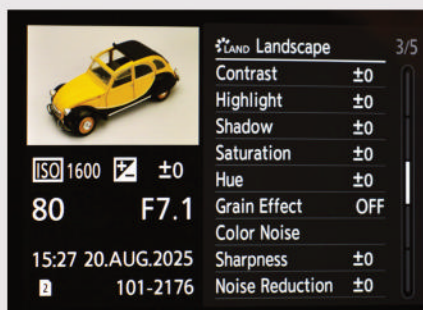 LAND Landscape 3/5
Contrast ±0
Highlight ±0
Shadow ±0
Saturation ±0
Hue ±0
Grain Effect OFF
Color Noise
Sharpness ±0
Noise Reduction ±0
ISO 1600 ±0
80 F7.1
15:27 20.AUG.2025
2 101-2176